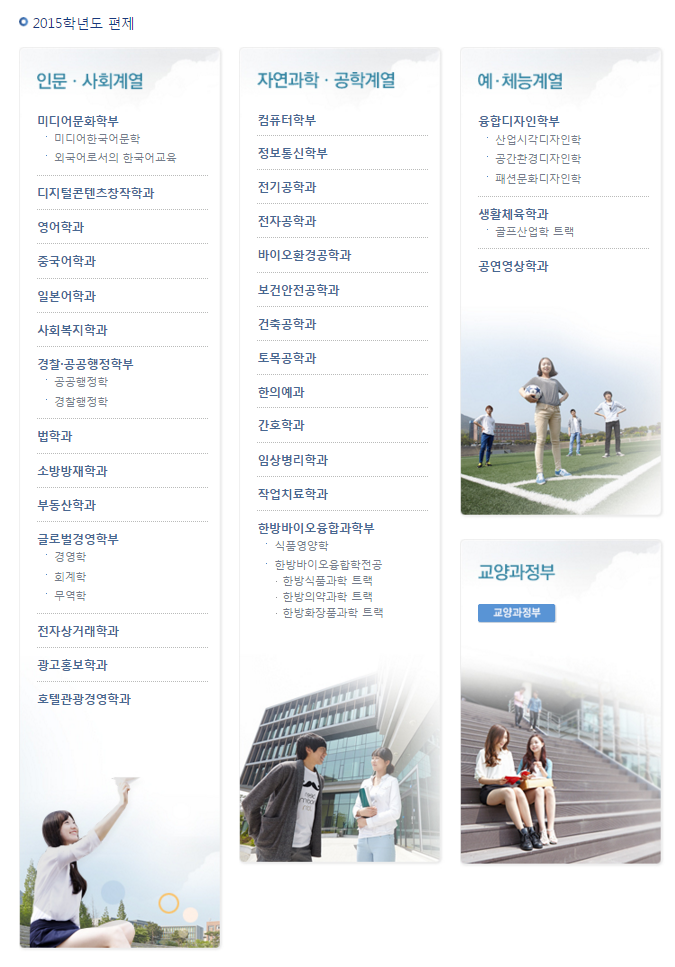 2015학년도 편제
인문·사회계열
미디어문화학부
· 미디어한국어문학
· 외국어로서의 한국어교육
디지털콘텐츠창작학과
영어학과
중국어학과
일본어학과
사회복지학과
경찰·공공행정학부
· 공공행정학
· 경찰행정학
법학과
소방방재학과
부동산학과
글로벌경영학부
· 경영학
· 회계학
· 무역학
전자상거래학과
광고홍보학과
호텔관광경영학과
자연과학·공학계열
컴퓨터학부
정보통신학부
전기공학과
전자공학과
바이오환경공학과
보건안전공학과
건축공학과
토목공학과
한의예과
간호학과
임상병리학과
작업치료학과
한방바이오융합과학부
· 식품영양학
· 한방바이오융합학전공
· 한방식품과학 트랙
· 한방의약과학 트랙
· 한방화장품과학 트랙
예·체능계열
융합디자인학부
· 산업시각디자인학
· 공간환경디자인학
· 패션문화디자인학
생활체육학과
· 골프산업학 트랙
공연영상학과
교양과정부
교양과정부